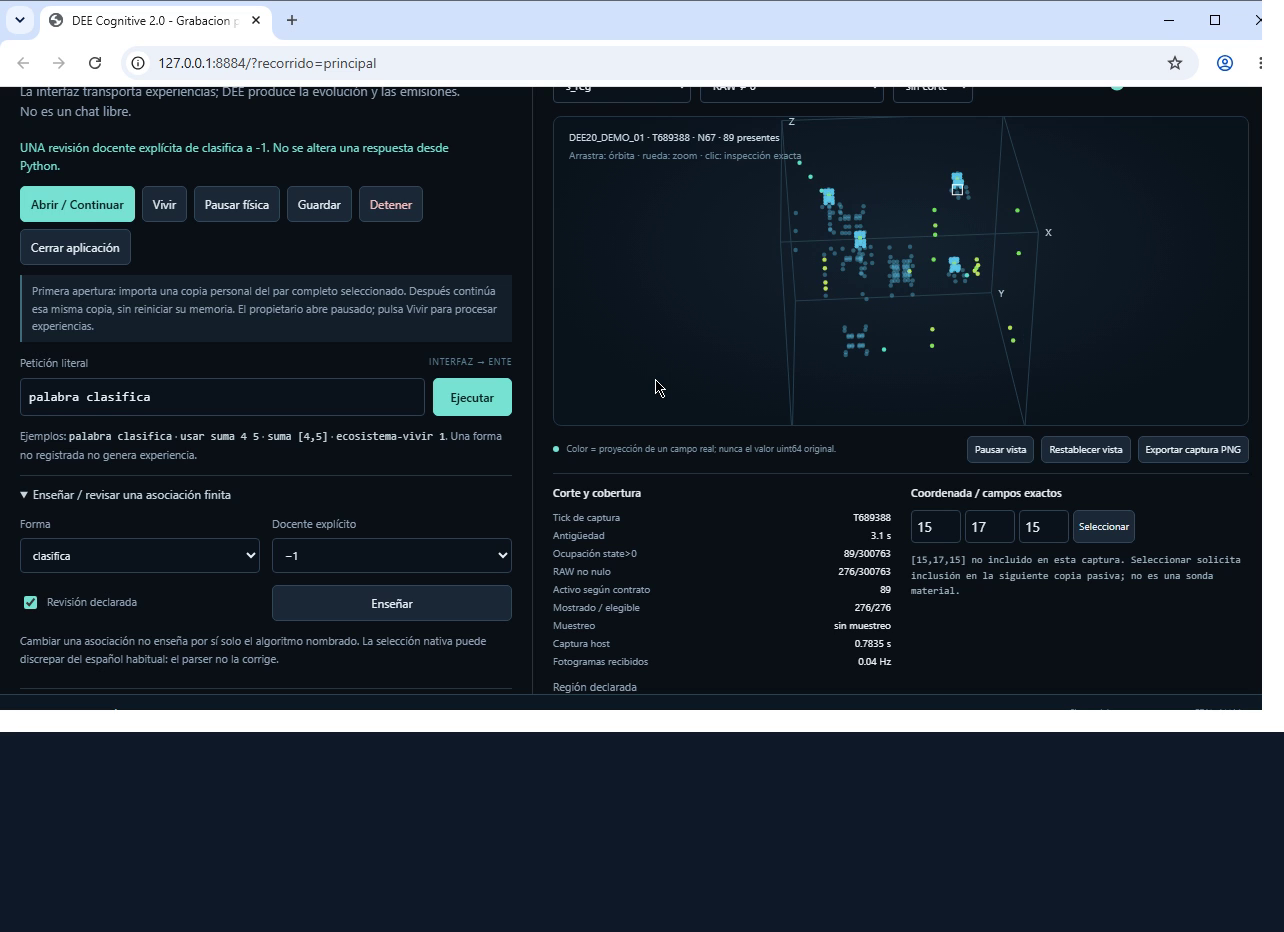 DEE Cognitive 2.0 - Grabacion p
127.0.0.1:8884/?recorrido=principal
La interfaz transporta experiencias; DEE produce la evolución y las emisiones.
No es un chat libre.
UNA revisión docente explícita de clasifica a -1. No se altera una respuesta desde
Python.
Abrir / Continuar
Vivir
Pausar física
Guardar
Detener
Cerrar aplicación
Primera apertura: importa una copia personal del par completo seleccionado. Después continúa
esa misma copia, sin reiniciar su memoria. El propietario abre pausado; pulsa Vivir para procesar
experiencias.
Petición literal
INTERFAZ → ENTE
palabra clasifica
Ejecutar
Ejemplos: palabra clasifica · usar suma 4 5 · suma [4,5] · ecosistema-vivir 1. Una forma
no registrada no genera experiencia.
▼ Enseñar / revisar una asociación finita
Forma
Docente explícito
clasifica
−1
Revisión declarada
Enseñar
Cambiar una asociación no enseña por sí solo el algoritmo nombrado. La selección nativa puede
discrepar del español habitual: el parser no la corrige.
DEE20_DEMO_01 · T689388 · N67 · 89 presentes
Arrastra: órbita · rueda: zoom · clic: inspección exacta
Z
X
Y
Color = proyección de un campo real; nunca el valor uint64 original.
Pausar vista
Restablecer vista
Exportar captura PNG
Corte y cobertura
Tick de captura T689388
Antigüedad 3.1 s
Ocupación state>0 89/300763
RAW no nulo 276/300763
Activo según contrato 89
Mostrado / elegible 276/276
Muestreo sin muestreo
Captura host 0.7835 s
Fotogramas recibidos 0.04 Hz
Región declarada
Coordenada / campos exactos
15
17
15
Seleccionar
[15,17,15] no incluido en esta captura. Seleccionar solicita
inclusión en la siguiente copia pasiva; no es una sonda
material.